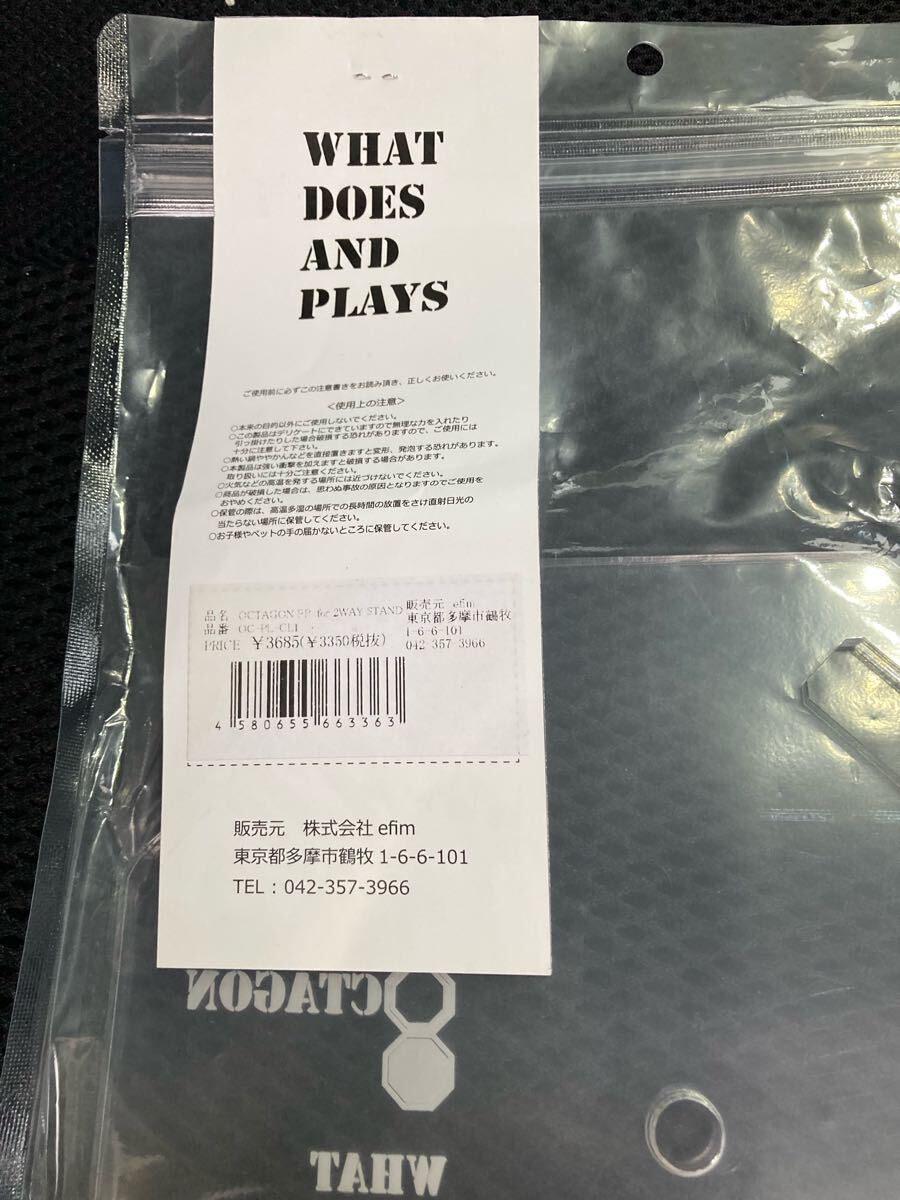 WHAT
DOES
AND
PLAYS
ご使用前に必ずこの注意書きをお読み頂き、正しくお使いください。
＜使用上の注意＞
○本来の目的以外にご使用しないでください。
○この製品はデリケートにできていますので無理な力を入れたり
引っ掛けたりした場合破損する恐れがありますので、ご使用には
十分に注意して下さい。
○熱い鍋ややかんなどを直接置きますと変形、発泡する恐れがあります。
○本製品は強い衝撃を加えますと破損する場合があります。
取り扱いには十分ご注意ください。
○火気などの高温を発する場所には近づけないでください。
○商品が破損した場合は、思わぬ事故の原因となりますのでご使用を
おやめください。
○保管の際は、高温多湿の場所での長時間の放置をさけ直射日光の
当たらない場所に保管してください。
○お子様やペットの手の届かないところに保管してください。
品名 OCTAGON for 2WAY STAND
品番 OC-PL-CL1
PRICE ￥3685(￥3350税抜)
販売元 efim
東京都多摩市鶴牧
1-6-6-101
042-357-3966
4 580655 663363
販売元 株式会社 efim
東京都多摩市鶴牧 1-6-6-101
TEL : 042-357-3966
OCTAGON
WHAT